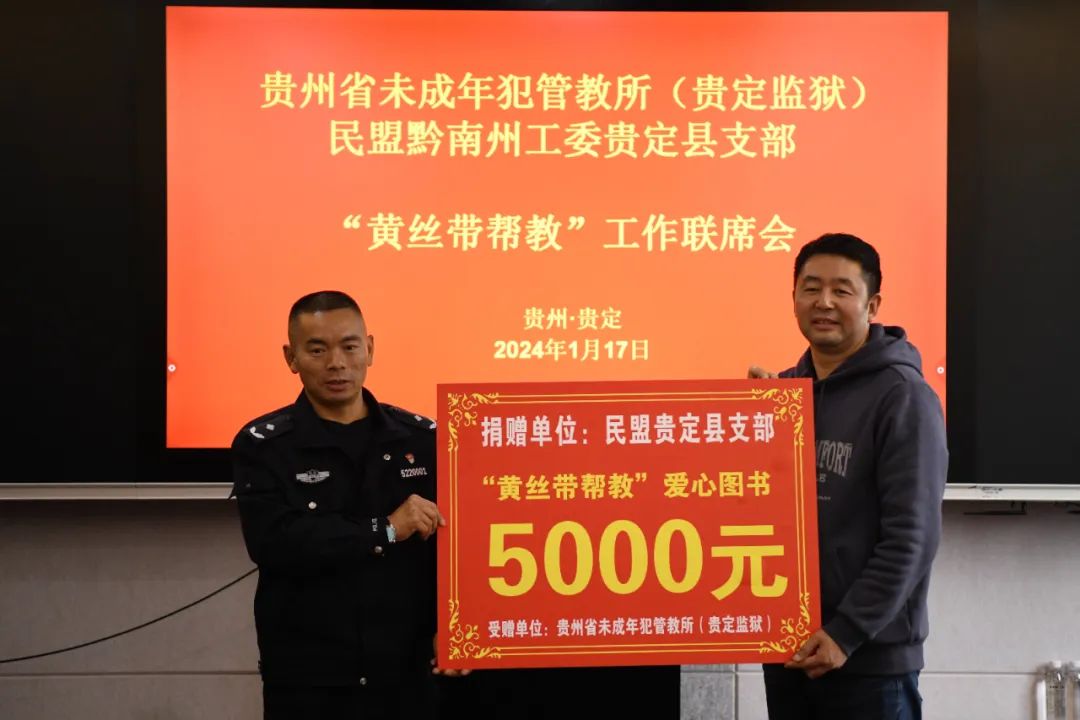 贵州省未成年犯管教所（贵定监狱）
民盟黔南州工委贵定县支部
“黄丝带帮教”工作联席会
贵州·贵定
2024年1月17日
捐赠单位：民盟贵定县支部
“黄丝带帮教”爱心图书
5000元
受赠单位：贵州省未成年犯管教所（贵定监狱）
5220001